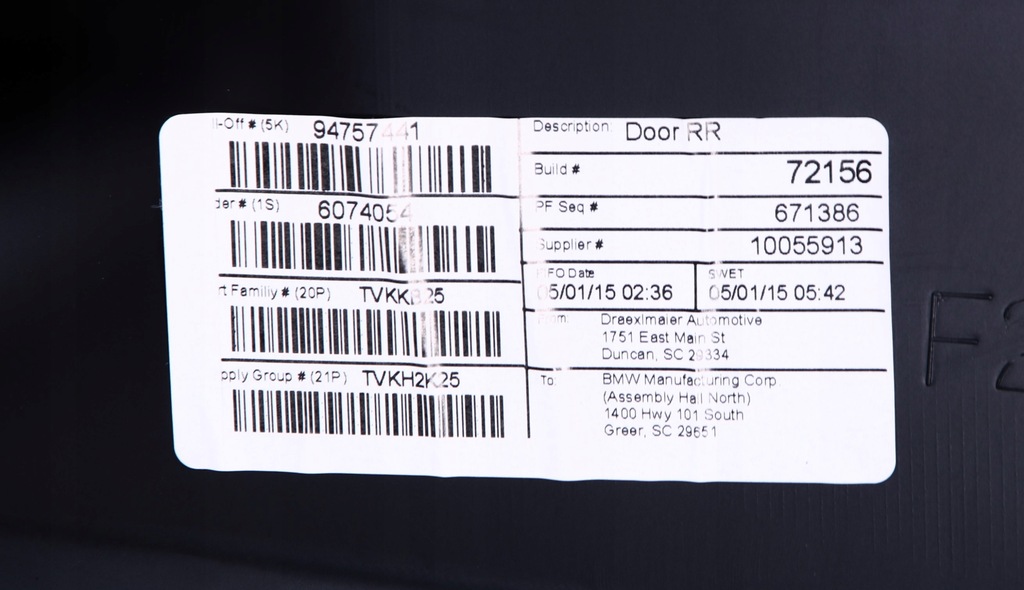 ll-Off # (5K) 94757441
der # (1S) 6074054
rt Familiy # (20P) TVKKB25
pply Group # (21P) TVKH2K25
Description: Door RR
Build # 72156
PF Seq # 671386
Supplier # 10055913
FIFO Date
05/01/15 02:36
SWET
05/01/15 05:42
From: Draexlmaier Automotive
1751 East Main St
Duncan, SC 29334
To: BMW Manufacturing Corp.
(Assembly Hall North)
1400 Hwy 101 South
Greer, SC 29651
F2